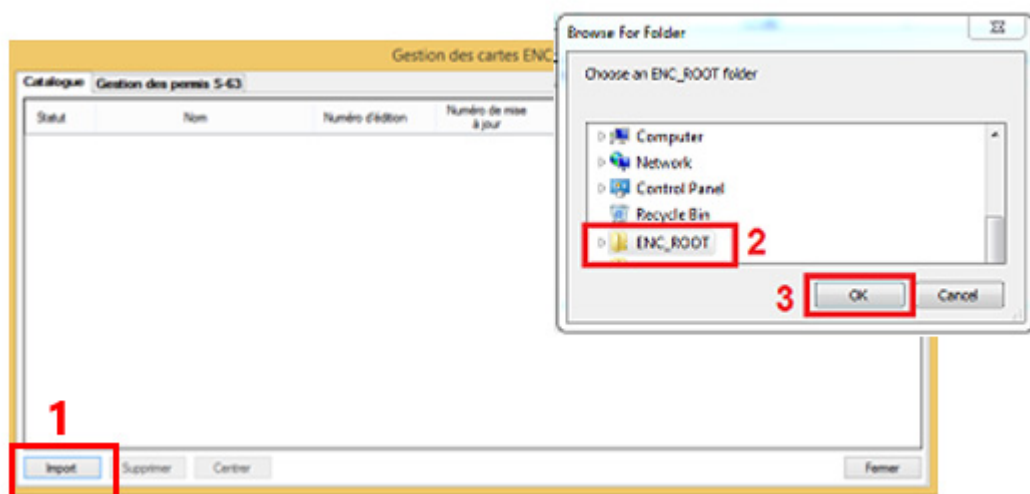 Browse For Folder
Choose an ENC_ROOT folder
Computer
Network
Control Panel
Recycle Bin
ENC_ROOT
2
3
OK
Cancel
Gestion des cartes ENC
Catalogue Gestion des permis S-63
Statut Nom Numéro d'édition Numéro de mise
à jour
1
Import Supprimer Centrer Fermer